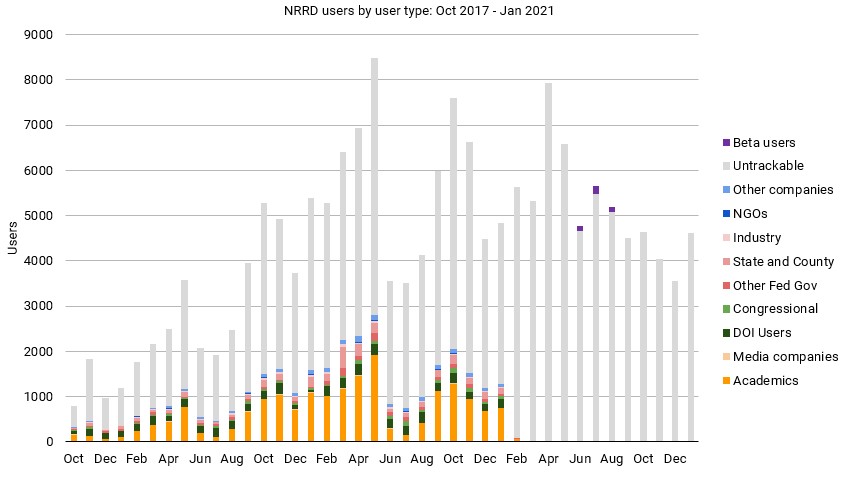 NRRD users by user type: Oct 2017 - Jan 2021
9000
8000
7000
6000
5000
4000
3000
2000
1000
0
Users
Oct Dec Feb Apr Jun Aug Oct Dec Feb Apr Jun Aug Oct Dec Feb Apr Jun Aug Oct Dec
Beta users
Untrackable
Other companies
NGOs
Industry
State and County
Other Fed Gov
Congressional
DOI Users
Media companies
Academics